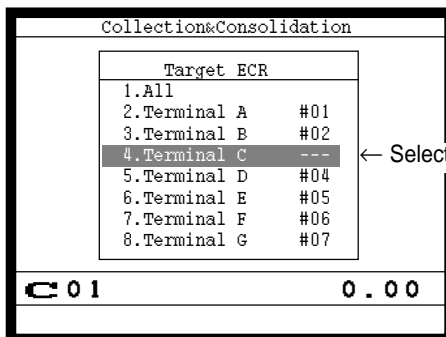 Collection&Consolidation
Target ECR
1.All
2.Terminal A #01
3.Terminal B #02
4.Terminal C ---
← Select
5.Terminal D #04
6.Terminal E #05
7.Terminal F #06
8.Terminal G #07
01 0.00